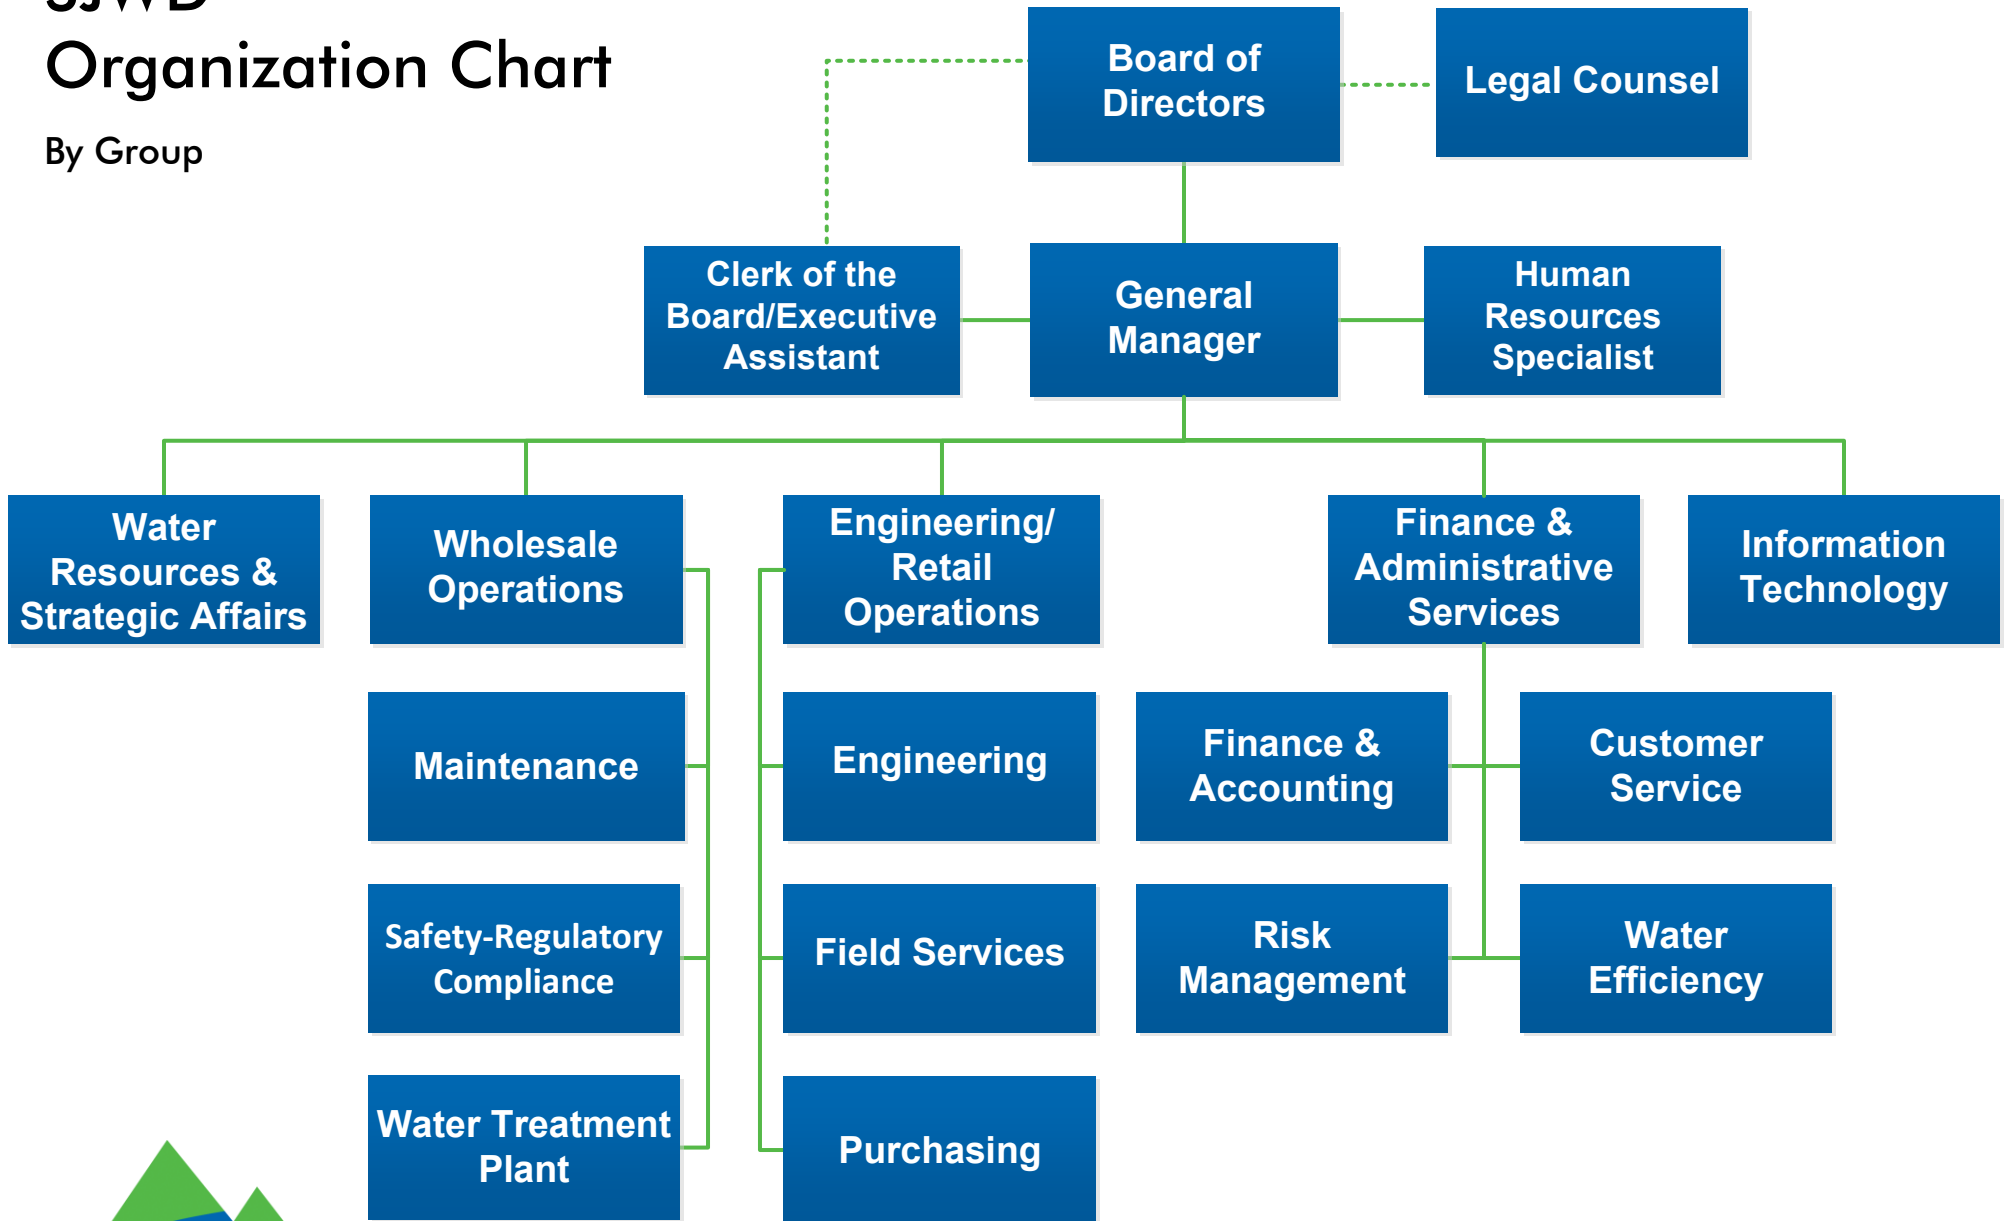 SJWD
Organization Chart
By Group
Board of
Directors
Legal Counsel
Clerk of the
Board/Executive
Assistant
General
Manager
Human
Resources
Specialist
Water
Resources &
Strategic Affairs
Wholesale
Operations
Engineering/
Retail
Operations
Finance &
Administrative
Services
Information
Technology
Maintenance
Engineering
Finance &
Accounting
Customer
Service
Safety-Regulatory
Compliance
Field Services
Risk
Management
Water
Efficiency
Water Treatment
Plant
Purchasing